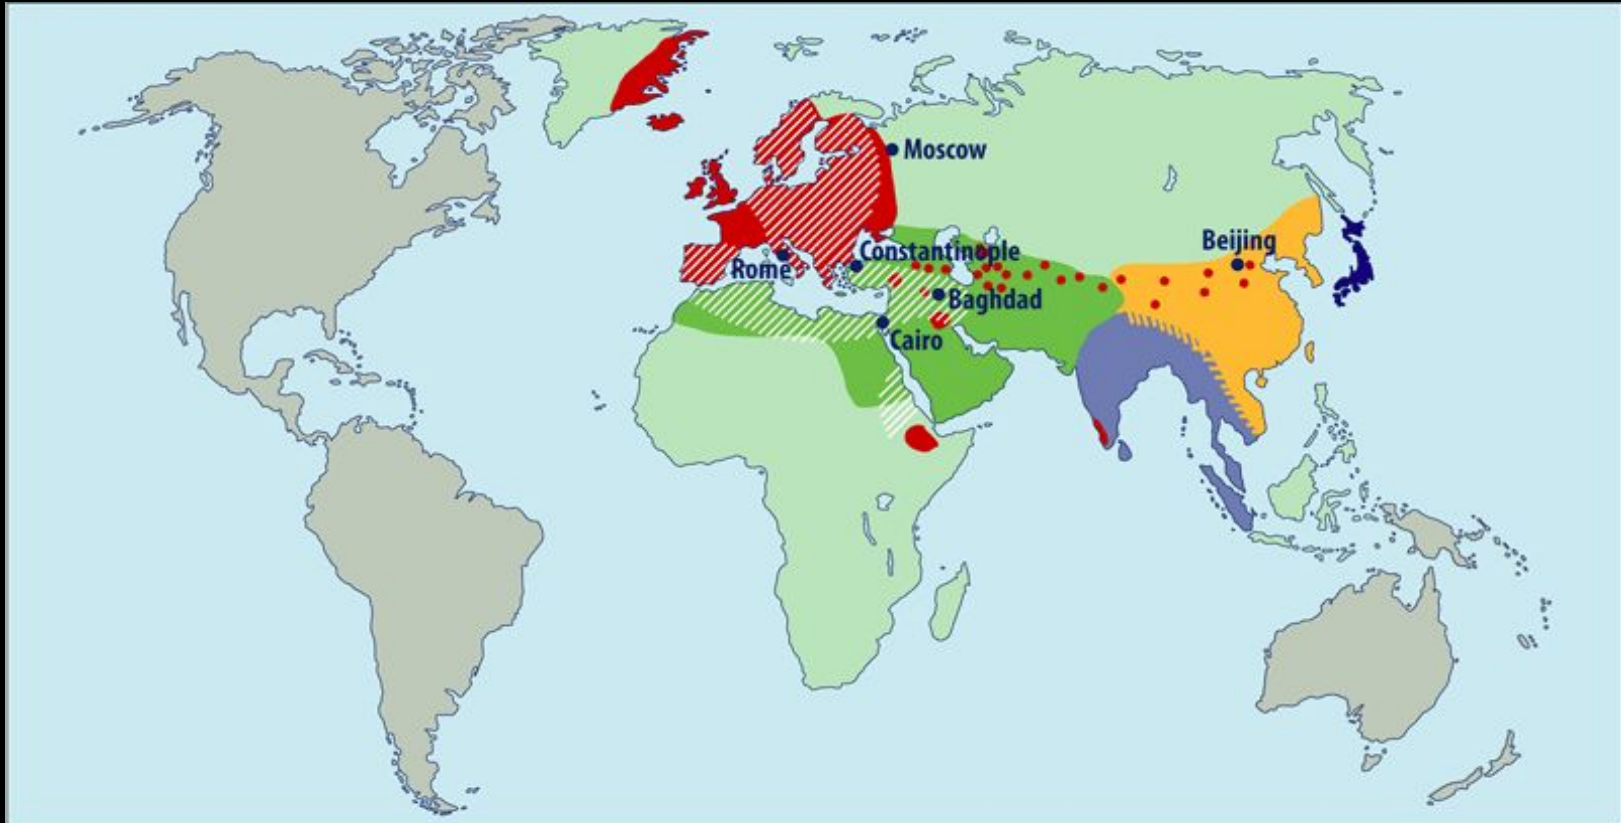 Moscow
Beijing
Constantinople
Rome
Baghdad
Cairo